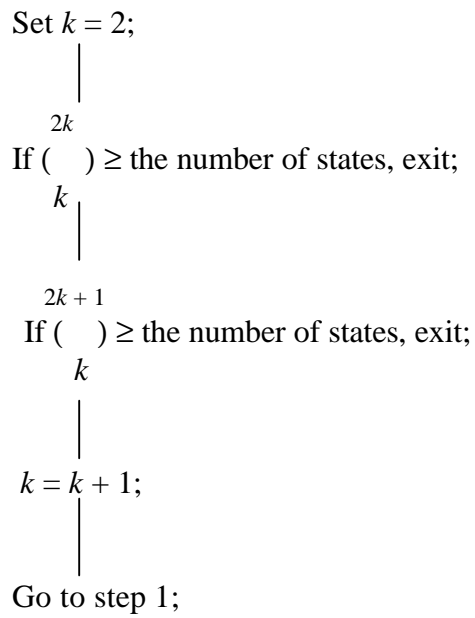 Set k = 2;
2k
If ( ) ≥ the number of states, exit;
k
2k + 1
If ( ) ≥ the number of states, exit;
k
k = k + 1;
Go to step 1;